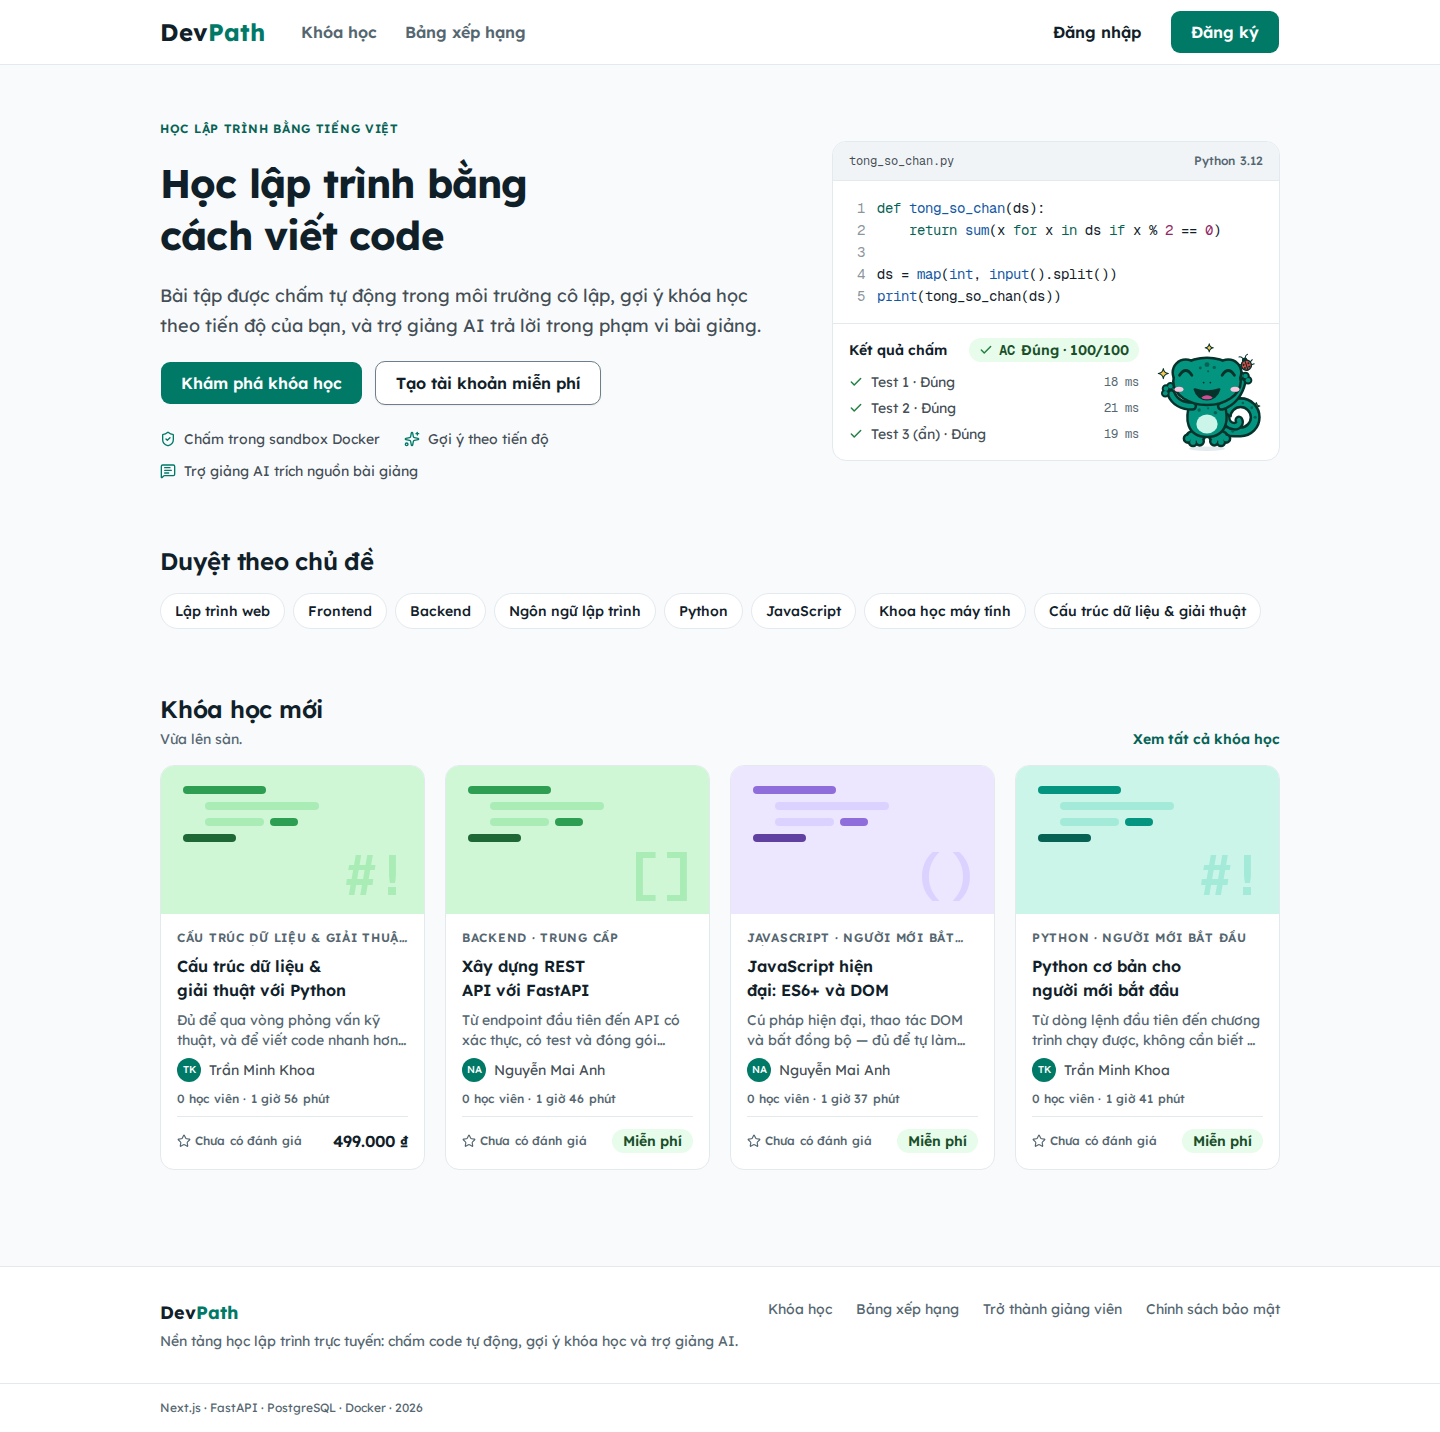 DevPath
Khóa học
Bảng xếp hạng
Đăng nhập
Đăng ký
HỌC LẬP TRÌNH BẰNG TIẾNG VIỆT
Học lập trình bằng
cách viết code
Bài tập được chấm tự động trong môi trường cô lập, gợi ý khóa học
theo tiến độ của bạn, và trợ giảng AI trả lời trong phạm vi bài giảng.
Khám phá khóa học
Tạo tài khoản miễn phí
Chấm trong sandbox Docker
Gợi ý theo tiến độ
Trợ giảng AI trích nguồn bài giảng
tong_so_chan.py
Python 3.12
1 def tong_so_chan(ds):
2     return sum(x for x in ds if x % 2 == 0)
3
4 ds = map(int, input().split())
5 print(tong_so_chan(ds))
Kết quả chấm
AC Đúng · 100/100
Test 1 · Đúng
18 ms
Test 2 · Đúng
21 ms
Test 3 (ẩn) · Đúng
19 ms
Duyệt theo chủ đề
Lập trình web
Frontend
Backend
Ngôn ngữ lập trình
Python
JavaScript
Khoa học máy tính
Cấu trúc dữ liệu & giải thuật
Khóa học mới
Vừa lên sàn.
Xem tất cả khóa học
#!
CẤU TRÚC DỮ LIỆU & GIẢI THUẬ…
Cấu trúc dữ liệu &
giải thuật với Python
Đủ để qua vòng phỏng vấn kỹ
thuật, và để viết code nhanh hơn…
TK
Trần Minh Khoa
0 học viên · 1 giờ 56 phút
Chưa có đánh giá
499.000 ₫
[]
BACKEND · TRUNG CẤP
Xây dựng REST
API với FastAPI
Từ endpoint đầu tiên đến API có
xác thực, có test và đóng gói…
NA
Nguyễn Mai Anh
0 học viên · 1 giờ 46 phút
Chưa có đánh giá
Miễn phí
()
JAVASCRIPT · NGƯỜI MỚI BẮT…
JavaScript hiện
đại: ES6+ và DOM
Cú pháp hiện đại, thao tác DOM
và bất đồng bộ — đủ để tự làm…
NA
Nguyễn Mai Anh
0 học viên · 1 giờ 37 phút
Chưa có đánh giá
Miễn phí
#!
PYTHON · NGƯỜI MỚI BẮT ĐẦU
Python cơ bản cho
người mới bắt đầu
Từ dòng lệnh đầu tiên đến chương
trình chạy được, không cần biết …
TK
Trần Minh Khoa
0 học viên · 1 giờ 41 phút
Chưa có đánh giá
Miễn phí
DevPath
Nền tảng học lập trình trực tuyến: chấm code tự động, gợi ý khóa học và trợ giảng AI.
Khóa học
Bảng xếp hạng
Trở thành giảng viên
Chính sách bảo mật
Next.js · FastAPI · PostgreSQL · Docker · 2026